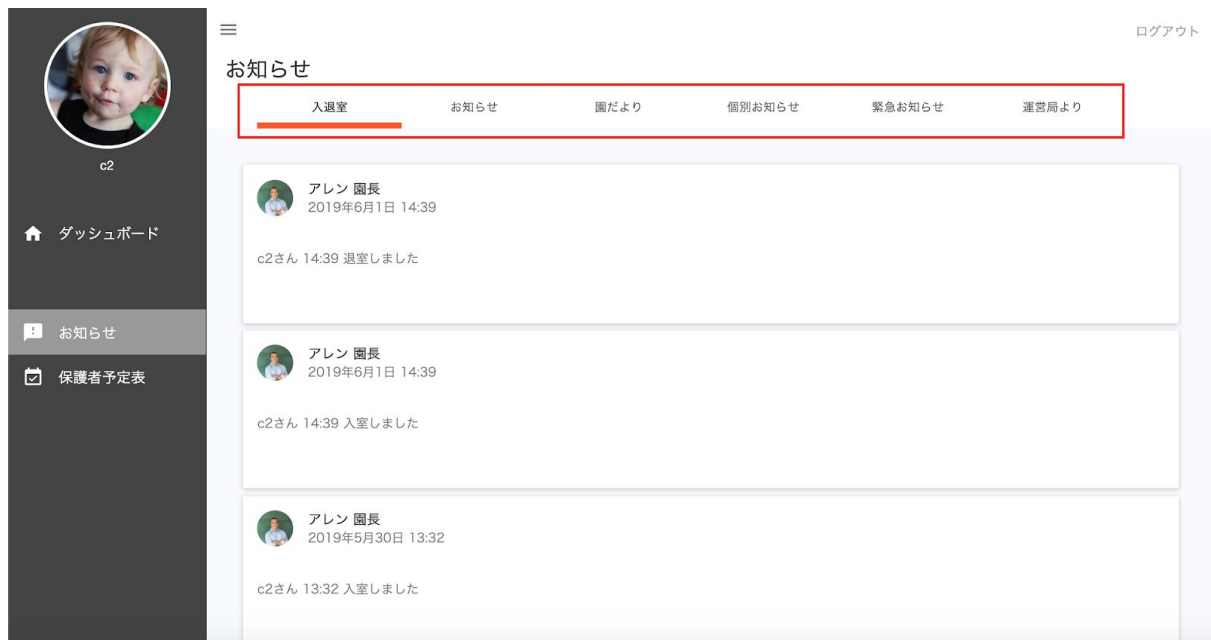 ログアウト
お知らせ
入退室 お知らせ 園だより 個別お知らせ 緊急お知らせ 運営局より
c2
ダッシュボード
お知らせ
保護者予定表
アレン 園長
2019年6月1日 14:39
c2さん 14:39 退室しました
アレン 園長
2019年6月1日 14:39
c2さん 14:39 入室しました
アレン 園長
2019年5月30日 13:32
c2さん 13:32 入室しました